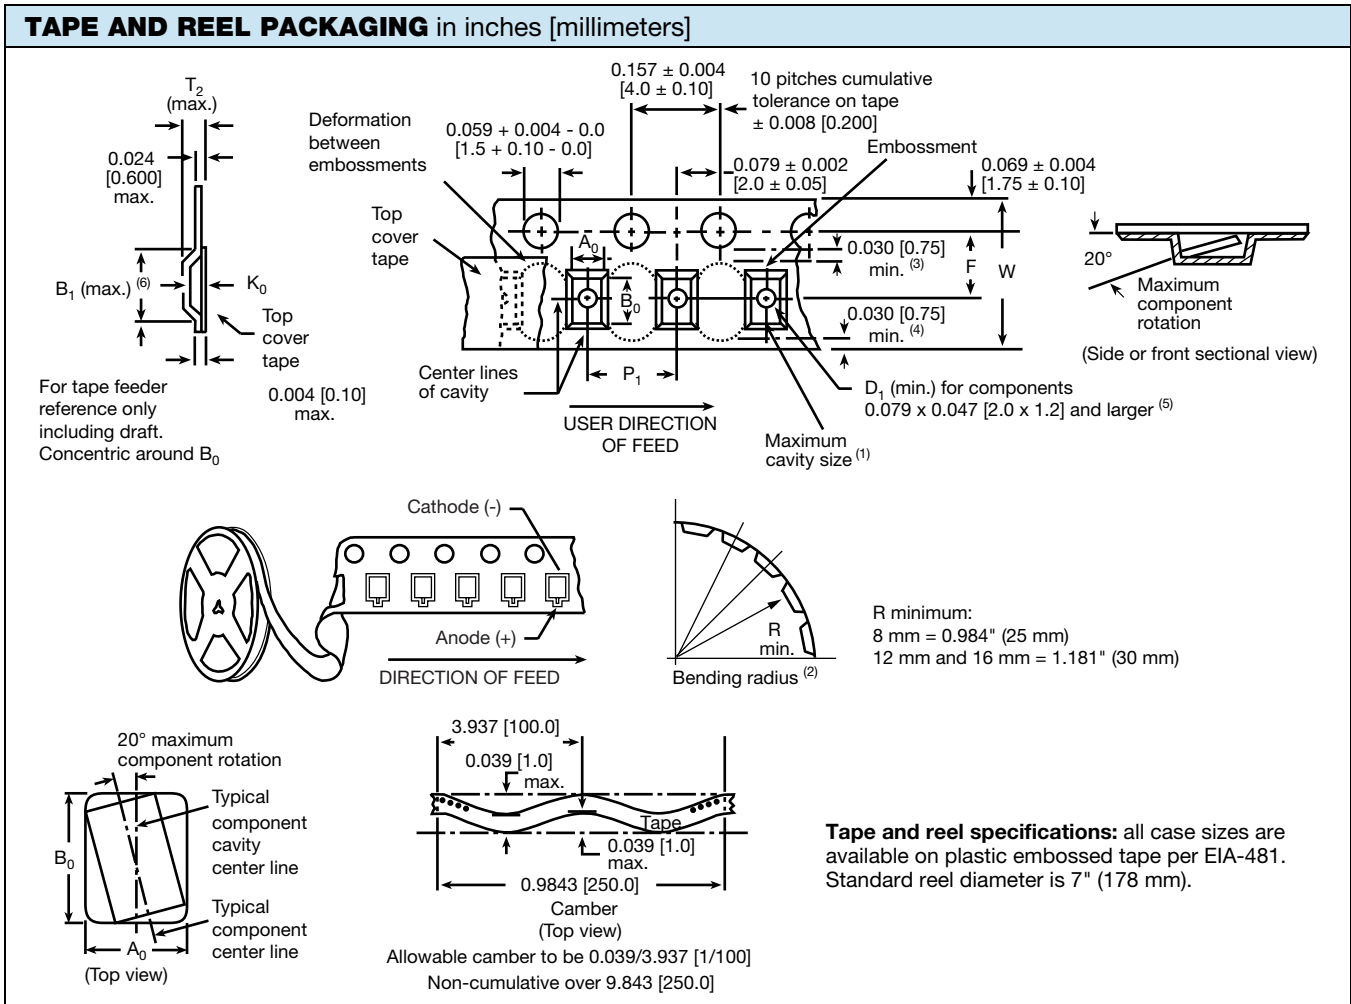 TAPE AND REEL PACKAGING in inches [millimeters]
T2
(max.)
0.024
[0.600]
max.
B1 (max.) (6)
K0
Top
cover
tape
For tape feeder
reference only
including draft.
Concentric around B0
0.004 [0.10]
max.
Deformation
between
embossments
Top
cover
tape
0.059 + 0.004 - 0.0
[1.5 + 0.10 - 0.0]
0.157 ± 0.004
[4.0 ± 0.10]
10 pitches cumulative
tolerance on tape
± 0.008 [0.200]
0.079 ± 0.002
[2.0 ± 0.05]
Embossment
0.069 ± 0.004
[1.75 ± 0.10]
A0
B0
0.030 [0.75]
min. (3)
F
W
0.030 [0.75]
min. (4)
Center lines
of cavity
P1
USER DIRECTION
OF FEED
D1 (min.) for components
0.079 x 0.047 [2.0 x 1.2] and larger (5)
Maximum
cavity size (1)
20°
Maximum
component
rotation
(Side or front sectional view)
Cathode (-)
Anode (+)
DIRECTION OF FEED
R
min.
Bending radius (2)
R minimum:
8 mm = 0.984" (25 mm)
12 mm and 16 mm = 1.181" (30 mm)
20° maximum
component rotation
Typical
component
cavity
center line
B0
Typical
component
center line
A0
(Top view)
3.937 [100.0]
0.039 [1.0]
max.
Tape
0.039 [1.0]
max.
0.9843 [250.0]
Camber
(Top view)
Allowable camber to be 0.039/3.937 [1/100]
Non-cumulative over 9.843 [250.0]
Tape and reel specifications: all case sizes are
available on plastic embossed tape per EIA-481.
Standard reel diameter is 7" (178 mm).